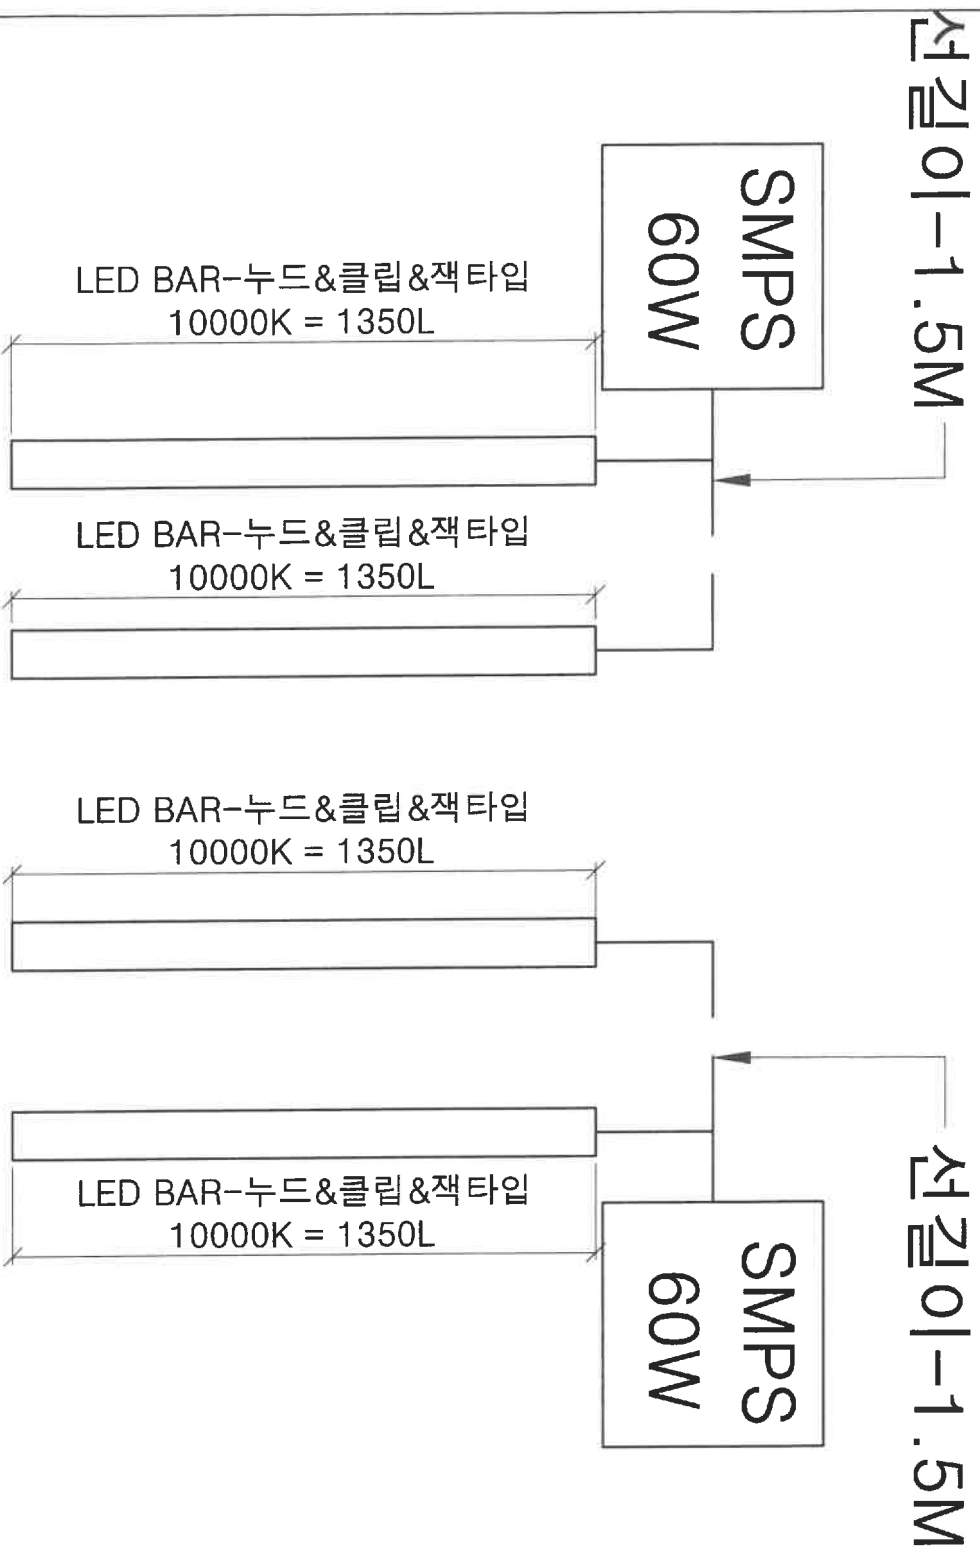 선길이-1.5M
SMPS
60W
LED BAR-누드&클립&잭타입
10000K = 1350L
LED BAR-누드&클립&잭타입
10000K = 1350L
LED BAR-누드&클립&잭타입
10000K = 1350L
LED BAR-누드&클립&잭타입
10000K = 1350L
SMPS
60W
선길이-1.5M